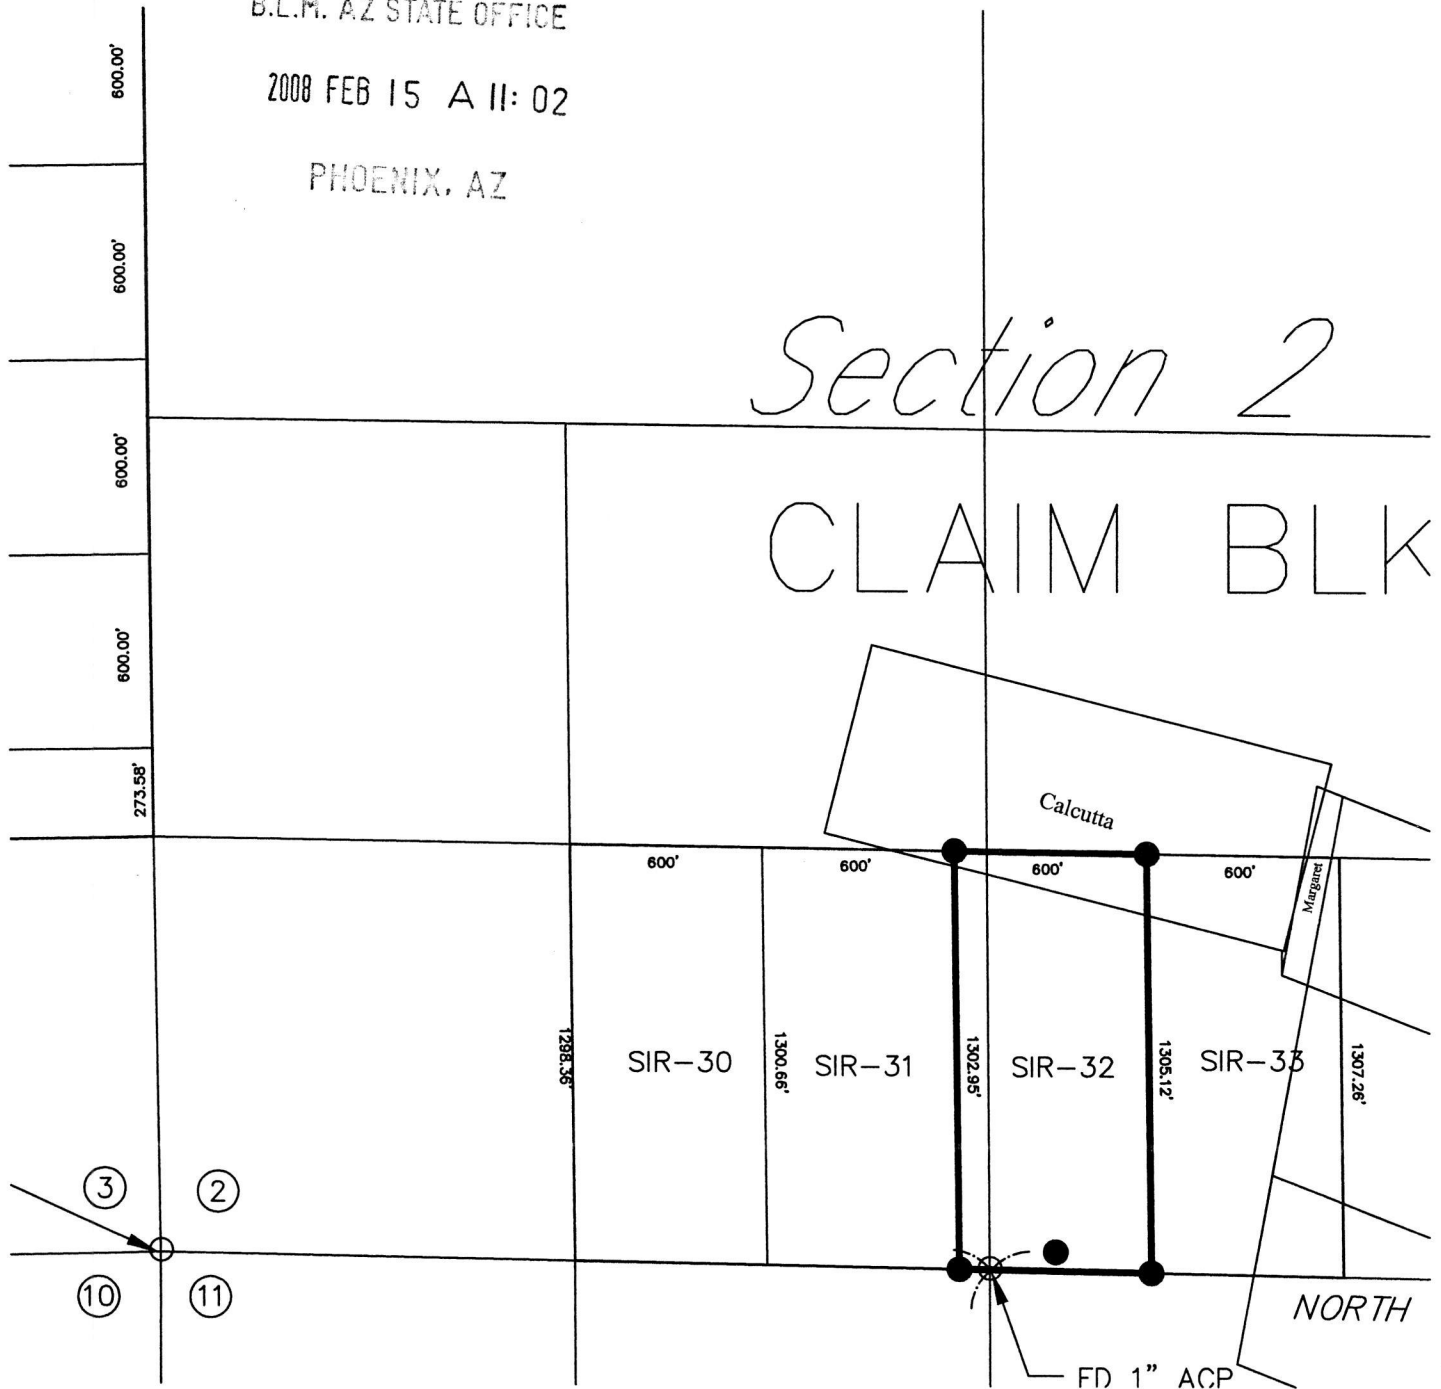 B.L.M. AZ STATE OFFICE
2008 FEB 15 A 11: 02
PHOENIX, AZ
600.00'
600.00'
600.00'
600.00'
273.58'
Section 2
CLAIM BLK
Calcutta
Margaret
600'
600'
600'
600'
1298.36'
SIR-30
1300.66'
SIR-31
1302.95'
SIR-32
1305.12'
SIR-33
1307.26'
3
2
10
11
NORTH
FD 1" ACP